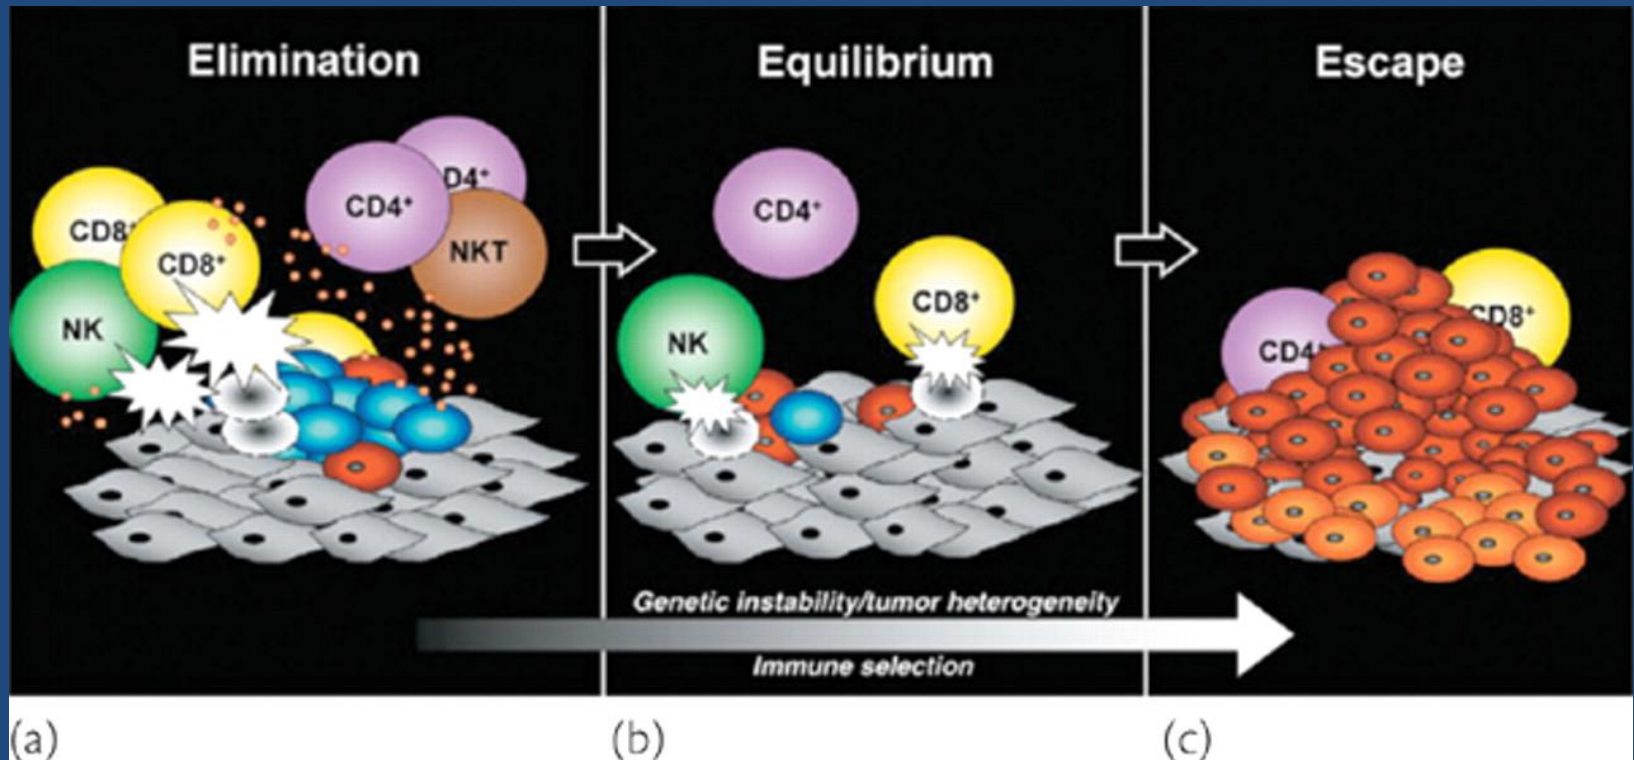 Elimination
Equilibrium
Escape
CD8⁺
CD8⁺
NK
CD4⁺
D4⁺
NKT
CD4⁺
NK
CD8⁺
CD4
CD8⁺
Genetic instability/tumor heterogeneity
Immune selection
(a)
(b)
(c)